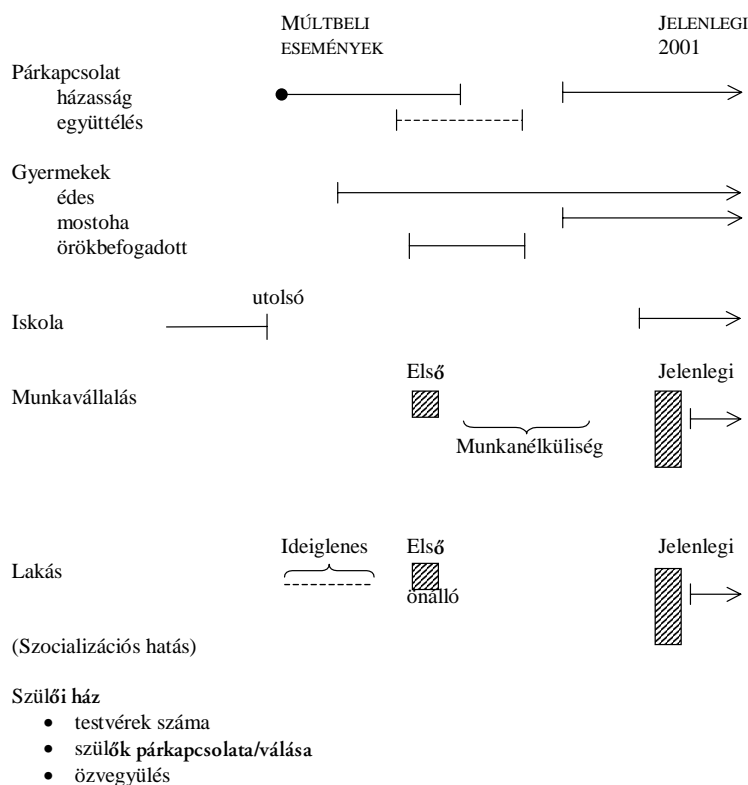 MÚLTBELI
ESEMÉNYEK
JELENLEGI
2001
Párkapcsolat
házasság
együttélés
Gyermekek
édes
mostoha
örökbefogadott
utolsó
Iskola
Első
Jelenlegi
Munkavállalás
Munkanélküliség
Ideiglenes
Első
Jelenlegi
Lakás
önálló
(Szocializációs hatás)
Szülői ház
• testvérek száma
• szülők párkapcsolata/válása
• özvegyülés